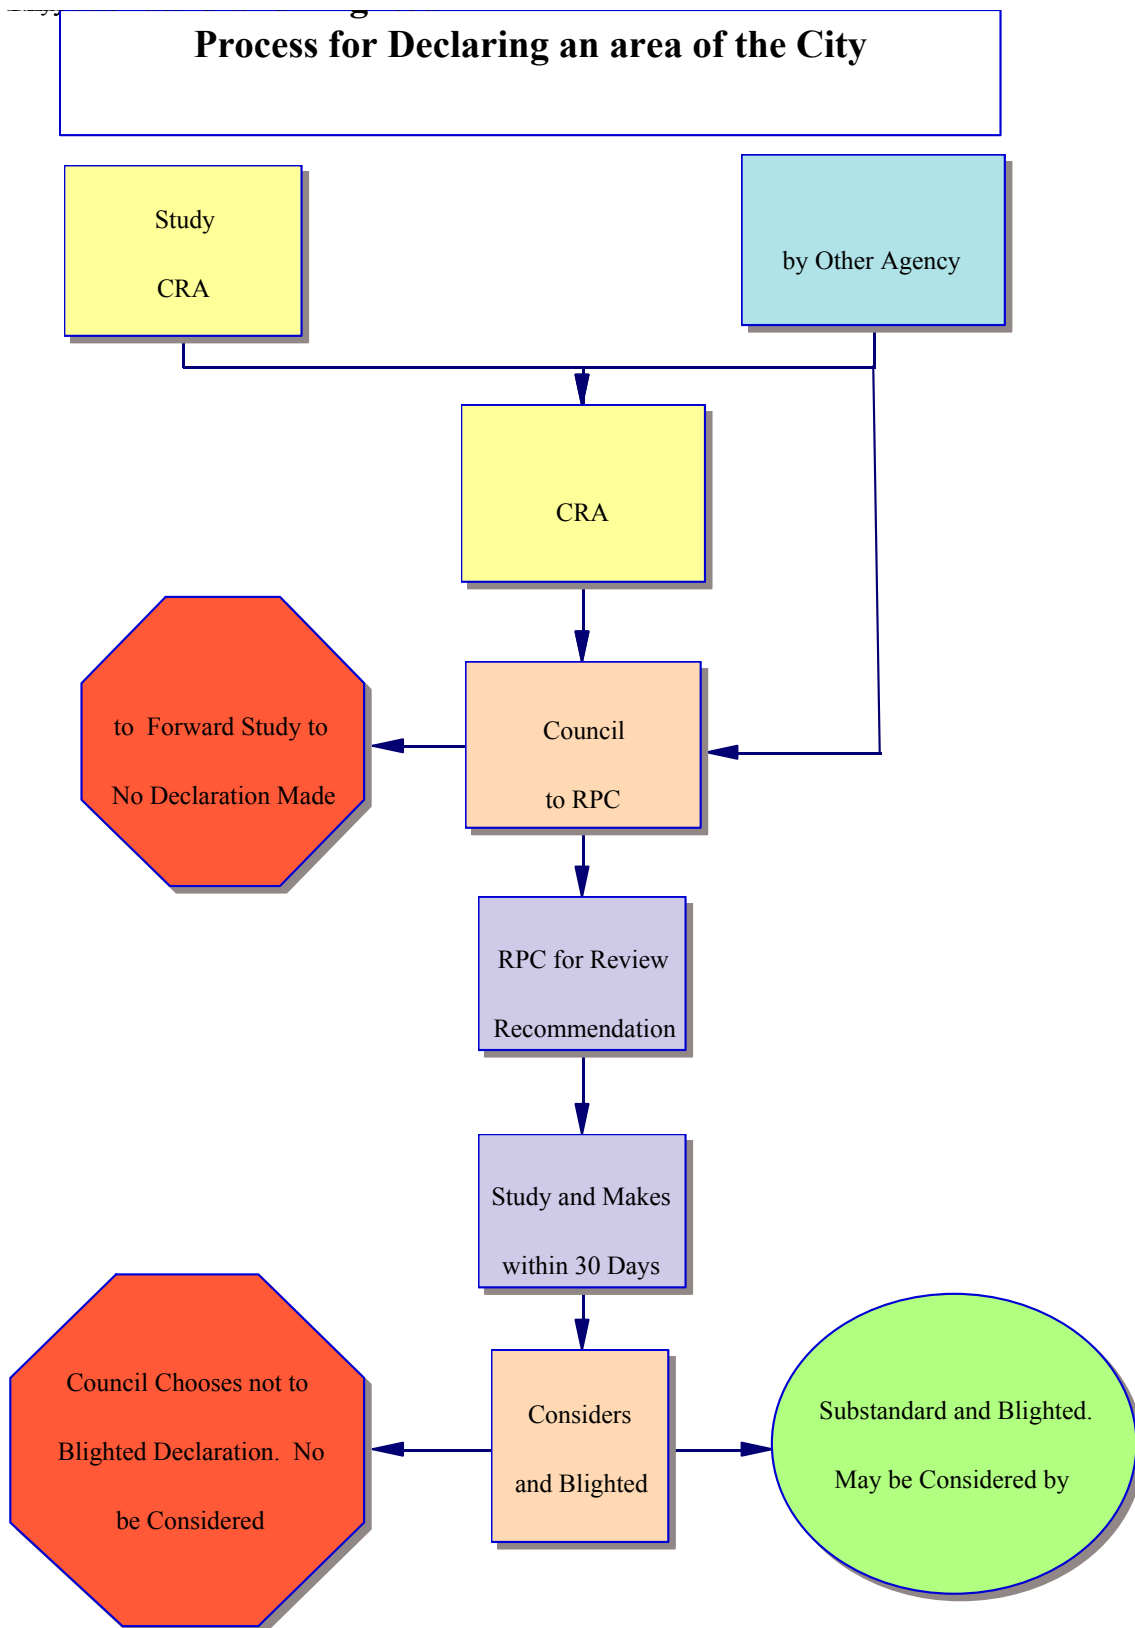 Process for Declaring an area of the City
Study
CRA
by Other Agency
CRA
to Forward Study to
No Declaration Made
Council
to RPC
RPC for Review
Recommendation
Study and Makes
within 30 Days
Council Chooses not to
Blighted Declaration. No
be Considered
Considers
and Blighted
Substandard and Blighted.
May be Considered by